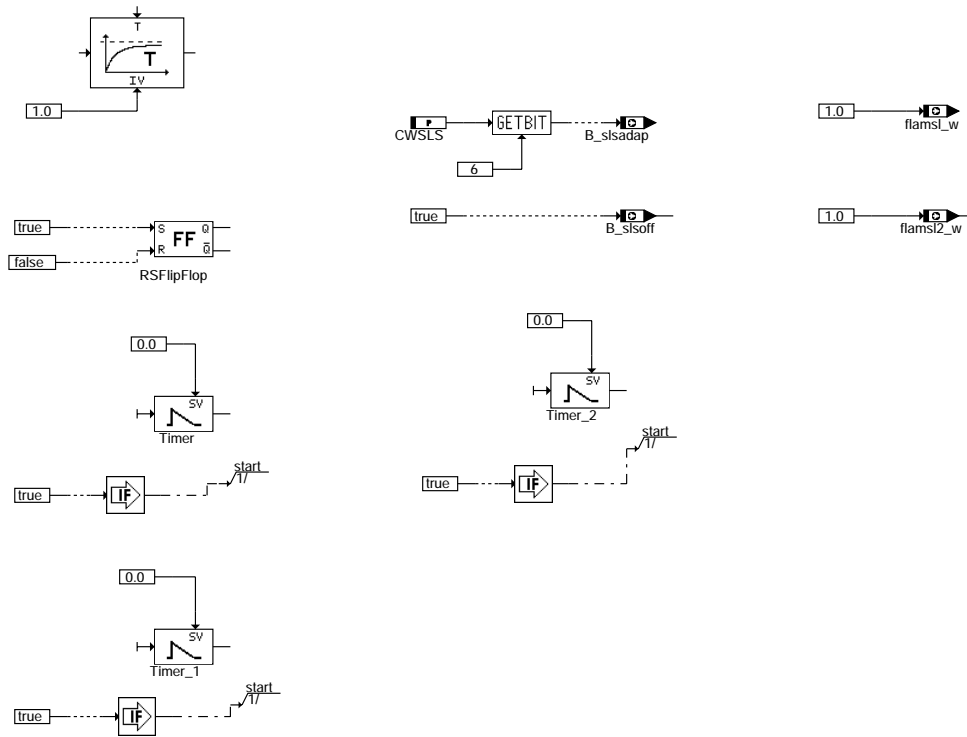 T
T
IV
1.0
P
CWSLS
GETBIT
B_slsadap
6
1.0
flamsl_w
true
S Q
FF
R Q̅
false
RSFlipFlop
true
B_slsoff
1.0
flamsl2_w
0.0
SV
Timer
0.0
SV
Timer_2
start
1/
true
IF
start
1/
true
IF
0.0
SV
Timer_1
start
1/
true
IF